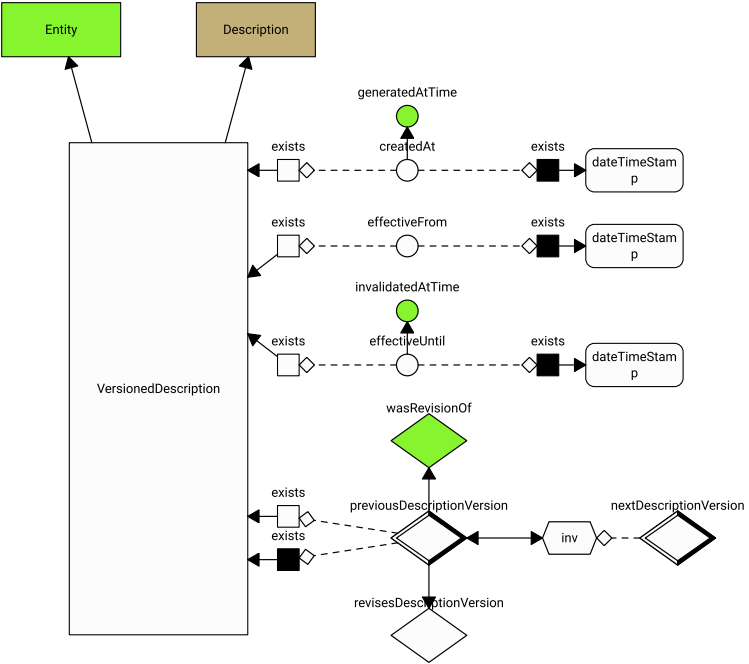 Entity
Description
generatedAtTime
exists
createdAt
exists
dateTimeStam
p
exists
effectiveFrom
exists
dateTimeStam
p
invalidatedAtTime
exists
effectiveUntil
exists
dateTimeStam
p
VersionedDescription
wasRevisionOf
exists
previousDescriptionVersion
nextDescriptionVersion
exists
inv
revisesDescriptionVersion